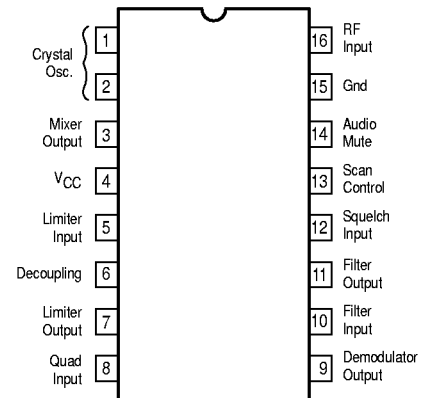 Crystal
Osc.
1
2
Mixer
Output
3
VCC
4
Limiter
Input
5
Decoupling
6
Limiter
Output
7
Quad
Input
8
16
RF
Input
15
Gnd
14
Audio
Mute
13
Scan
Control
12
Squelch
Input
11
Filter
Output
10
Filter
Input
9
Demodulator
Output